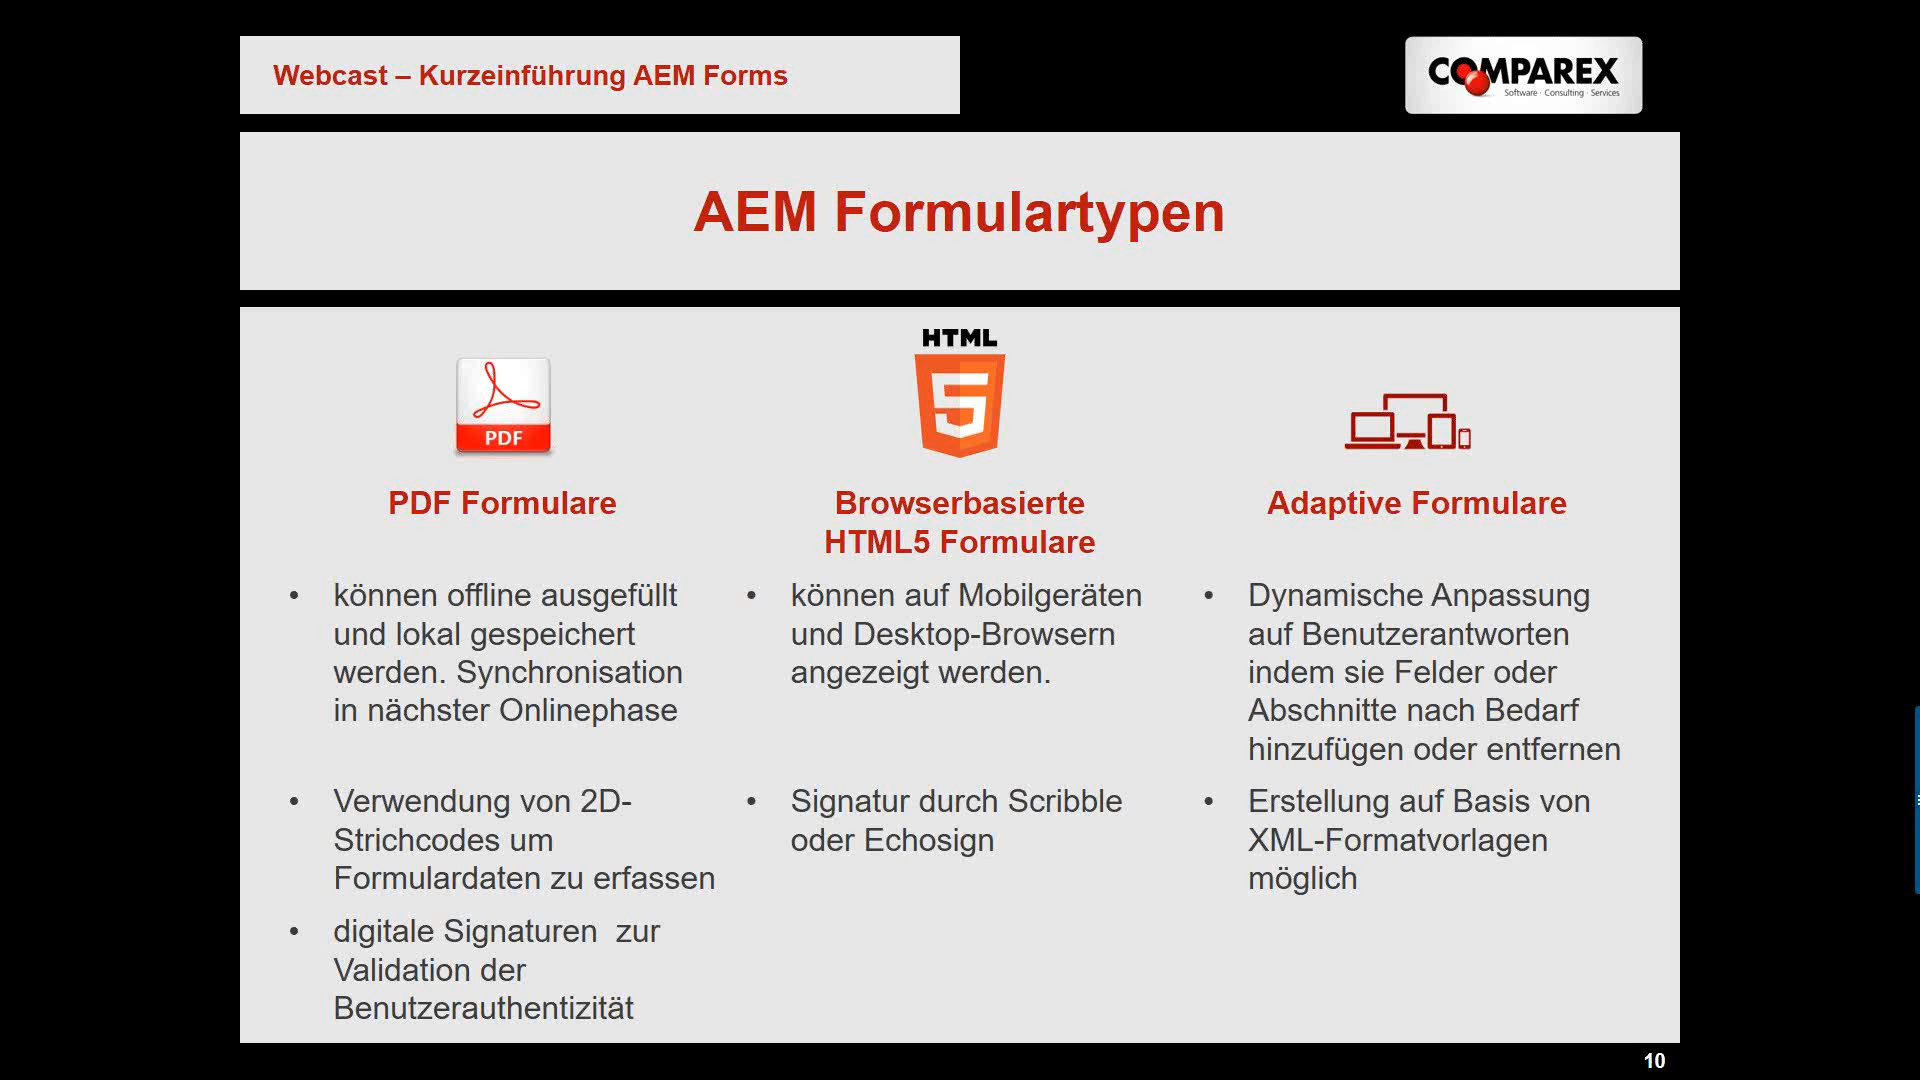 Webcast – Kurzeinführung AEM Forms
COMPAREX
Software · Consulting · Services
AEM Formulartypen
PDF
PDF Formulare
• können offline ausgefüllt
und lokal gespeichert
werden. Synchronisation
in nächster Onlinephase
• Verwendung von 2D-
Strichcodes um
Formulardaten zu erfassen
• digitale Signaturen  zur
Validation der
Benutzerauthentizität
HTML
5
Browserbasierte
HTML5 Formulare
• können auf Mobilgeräten
und Desktop-Browsern
angezeigt werden.
• Signatur durch Scribble
oder Echosign
Adaptive Formulare
• Dynamische Anpassung
auf Benutzerantworten
indem sie Felder oder
Abschnitte nach Bedarf
hinzufügen oder entfernen
• Erstellung auf Basis von
XML-Formatvorlagen
möglich
10